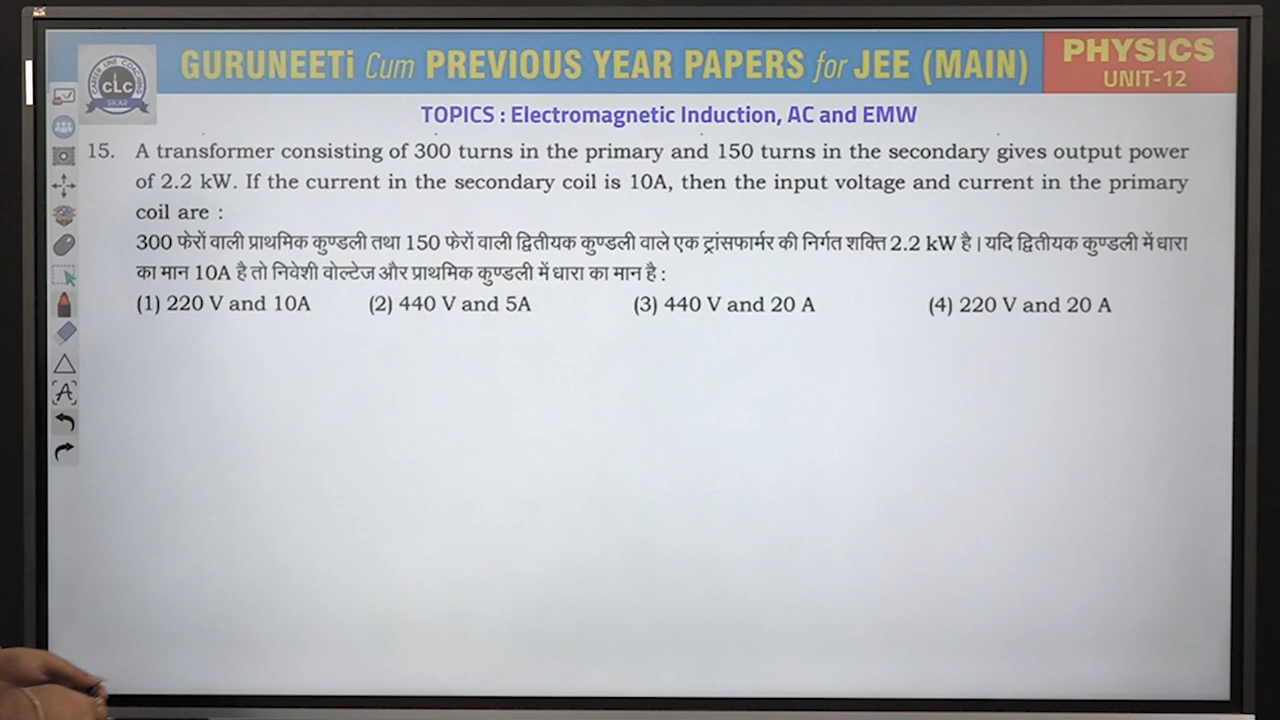 GURUNEETi Cum PREVIOUS YEAR PAPERS for JEE (MAIN)
PHYSICS
UNIT-12
CLC
SIKAR
TOPICS : Electromagnetic Induction, AC and EMW
15. A transformer consisting of 300 turns in the primary and 150 turns in the secondary gives output power
of 2.2 kW. If the current in the secondary coil is 10A, then the input voltage and current in the primary
coil are :
300 फेरों वाली प्राथमिक कुण्डली तथा 150 फेरों वाली द्वितीयक कुण्डली वाले एक ट्रांसफार्मर की निर्गत शक्ति 2.2 kW है। यदि द्वितीयक कुण्डली में धारा
का मान 10A है तो निवेशी वोल्टेज और प्राथमिक कुण्डली में धारा का मान है :
(1) 220 V and 10A (2) 440 V and 5A (3) 440 V and 20 A (4) 220 V and 20 A